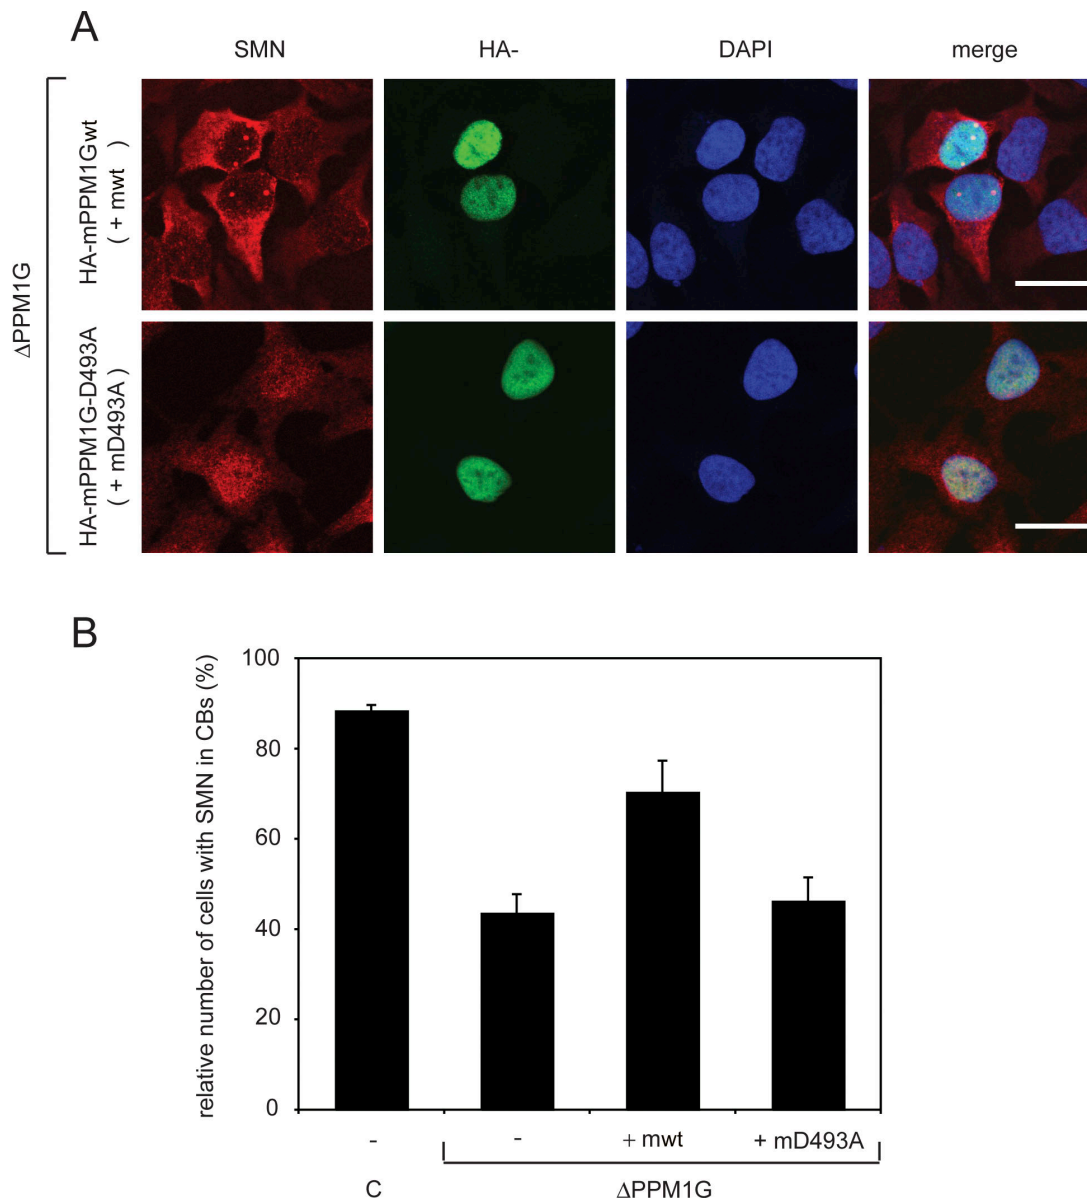 A
SMN HA- DAPI merge
ΔPPM1G
HA-mPPM1Gwt
( + mwt )
HA-mPPM1G-D493A
( + mD493A )
B
relative number of cells with SMN in CBs (%)
100
80
60
40
20
0
- - + mwt + mD493A
C ΔPPM1G